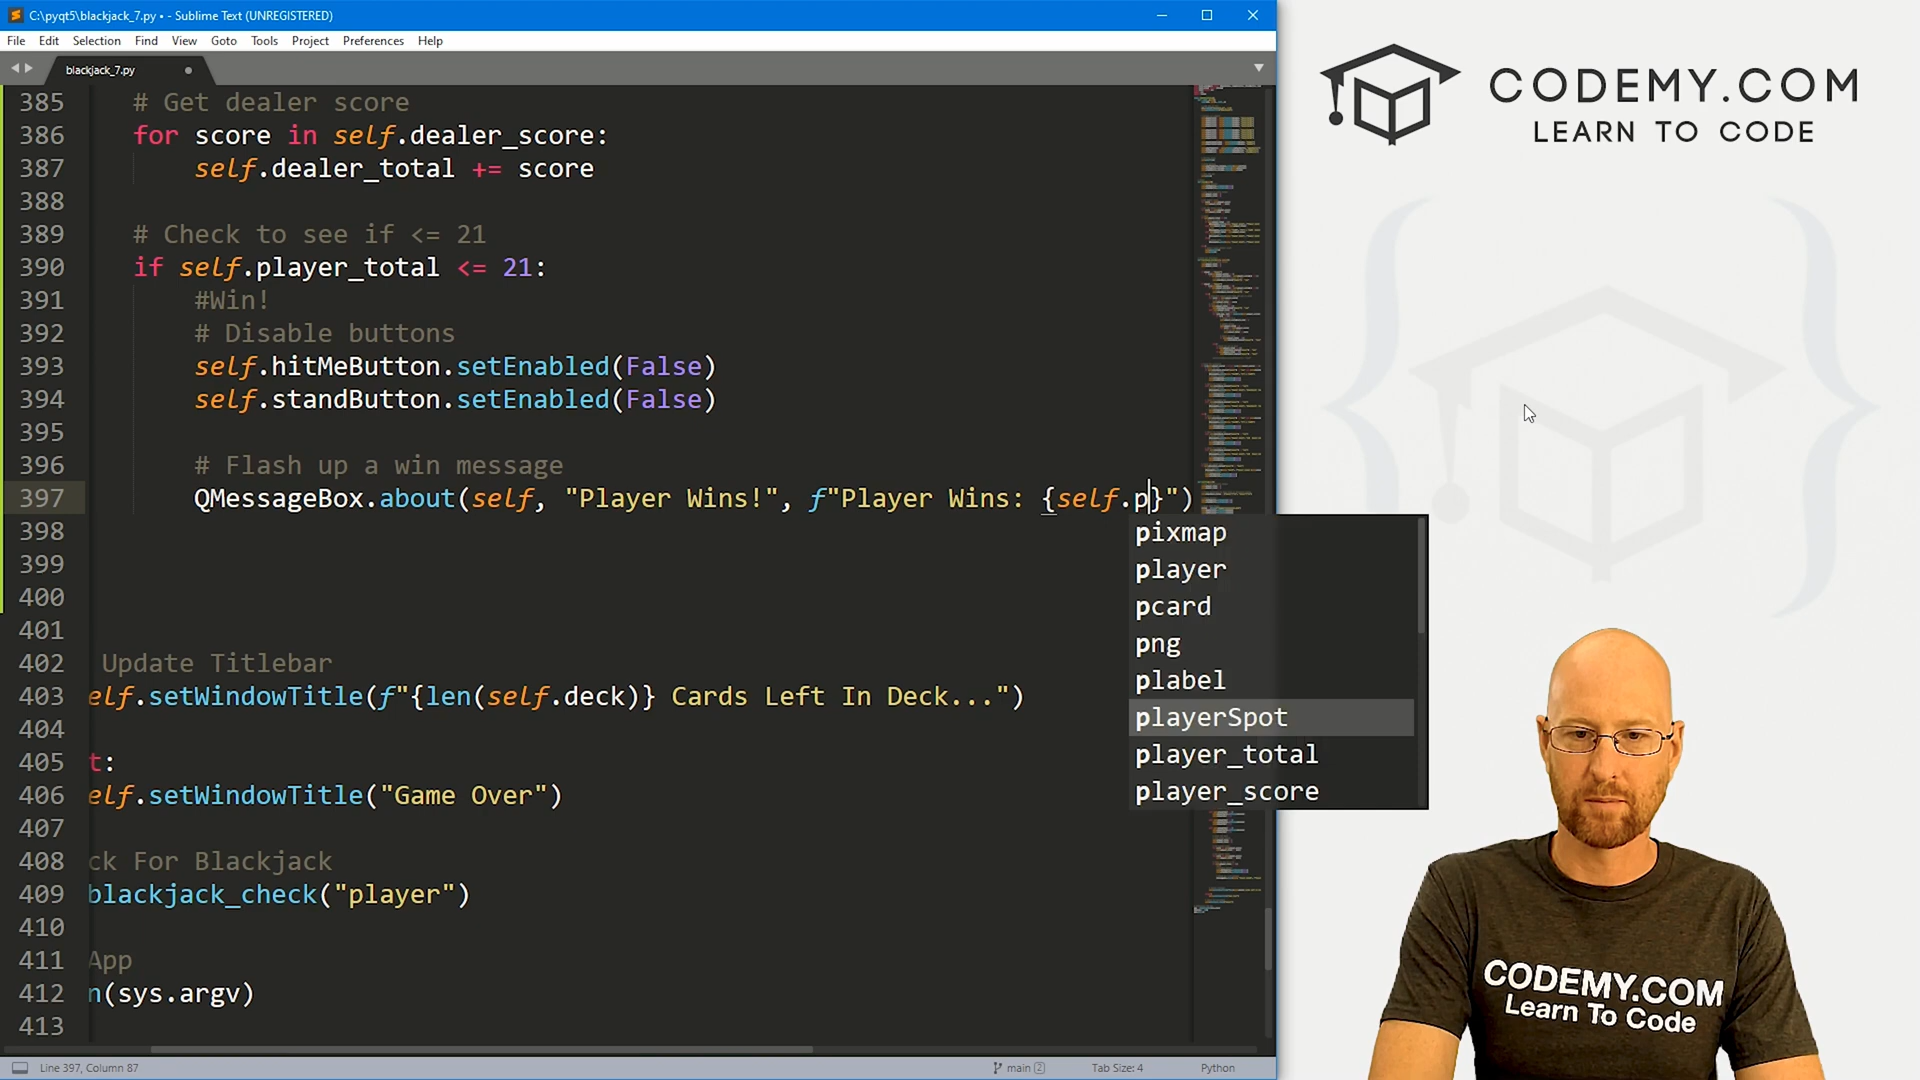 C:\pyqt5\blackjack_7.py • - Sublime Text (UNREGISTERED)
File Edit Selection Find View Goto Tools Project Preferences Help
blackjack_7.py
385 # Get dealer score
386 for score in self.dealer_score:
387 self.dealer_total += score
388
389 # Check to see if <= 21
390 if self.player_total <= 21:
391 #Win!
392 # Disable buttons
393 self.hitMeButton.setEnabled(False)
394 self.standButton.setEnabled(False)
395
396 # Flash up a win message
397 QMessageBox.about(self, "Player Wins!", f"Player Wins: {self.p}")
398
399
400
401
402 Update Titlebar
403 elf.setWindowTitle(f"{len(self.deck)} Cards Left In Deck...")
404
405 t:
406 elf.setWindowTitle("Game Over")
407
408 ck For Blackjack
409 blackjack_check("player")
410
411 App
412 n(sys.argv)
413
pixmap
player
pcard
png
plabel
playerSpot
player_total
player_score
Line 397, Column 87
main 2
Tab Size: 4
Python
CODEMY.COM
LEARN TO CODE
CODEMY.COM
Learn To Code